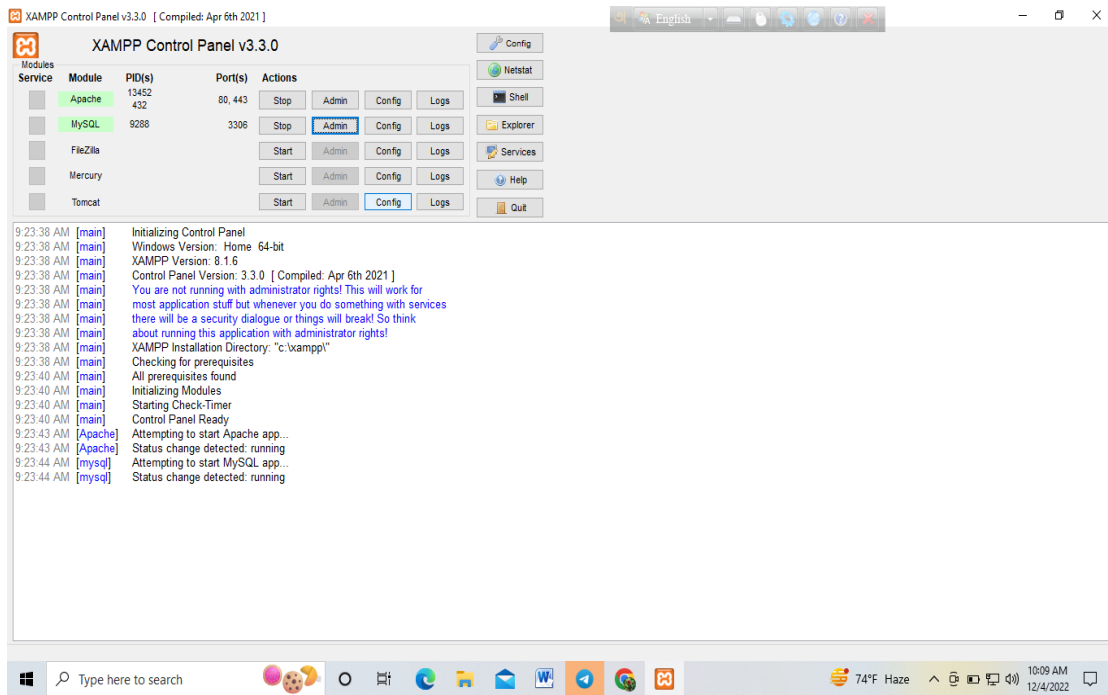 XAMPP Control Panel v3.3.0 [ Compiled: Apr 6th 2021 ]
অ English
XAMPP Control Panel v3.3.0
Config
Modules
Service Module PID(s) Port(s) Actions
Netstat
Apache 13452 432 80, 443 Stop Admin Config Logs
Shell
MySQL 9288 3306 Stop Admin Config Logs
Explorer
FileZilla Start Admin Config Logs
Services
Mercury Start Admin Config Logs
Help
Tomcat Start Admin Config Logs
Quit
9:23:38 AM [main] Initializing Control Panel
9:23:38 AM [main] Windows Version: Home 64-bit
9:23:38 AM [main] XAMPP Version: 8.1.6
9:23:38 AM [main] Control Panel Version: 3.3.0 [ Compiled: Apr 6th 2021 ]
9:23:38 AM [main] You are not running with administrator rights! This will work for
9:23:38 AM [main] most application stuff but whenever you do something with services
9:23:38 AM [main] there will be a security dialogue or things will break! So think
9:23:38 AM [main] about running this application with administrator rights!
9:23:38 AM [main] XAMPP Installation Directory: "c:\xampp\"
9:23:38 AM [main] Checking for prerequisites
9:23:40 AM [main] All prerequisites found
9:23:40 AM [main] Initializing Modules
9:23:40 AM [main] Starting Check-Timer
9:23:40 AM [main] Control Panel Ready
9:23:43 AM [Apache] Attempting to start Apache app...
9:23:43 AM [Apache] Status change detected: running
9:23:44 AM [mysql] Attempting to start MySQL app...
9:23:44 AM [mysql] Status change detected: running
Type here to search
74°F Haze
10:09 AM
12/4/2022